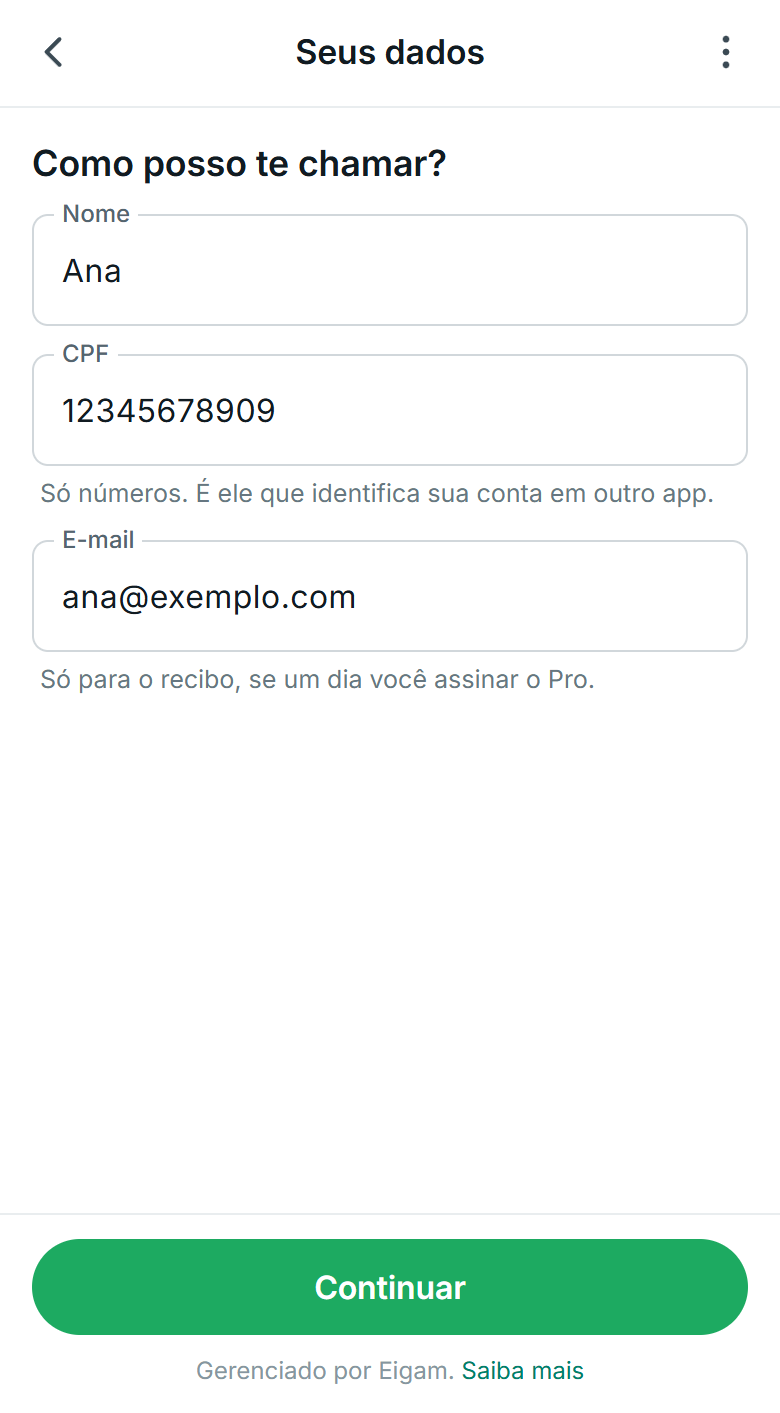 Seus dados
Como posso te chamar?
Nome
Ana
CPF
12345678909
Só números. É ele que identifica sua conta em outro app.
E-mail
ana@exemplo.com
Só para o recibo, se um dia você assinar o Pro.
Continuar
Gerenciado por Eigam. Saiba mais